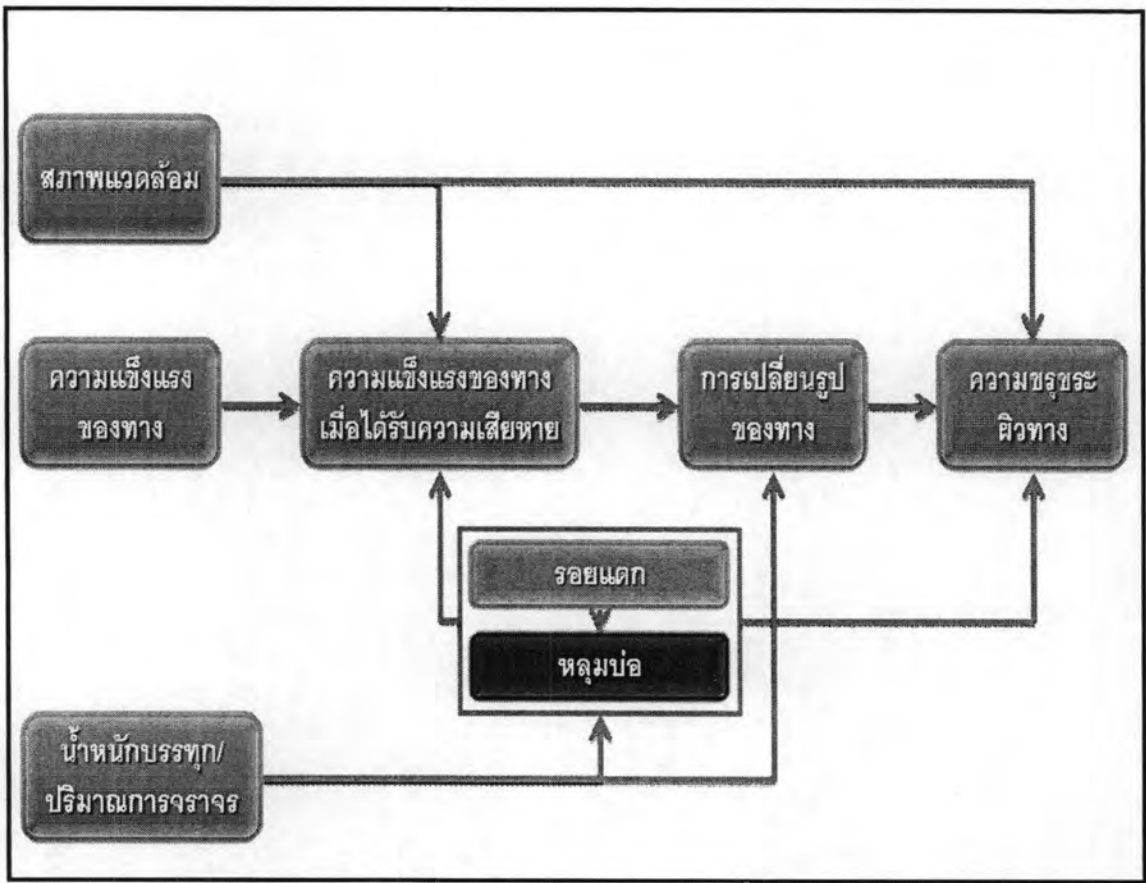 สภาพแวดล้อม
ความแข็งแรง
ของทาง
ความแข็งแรงของทาง
เมื่อได้รับความเสียหาย
การเปลี่ยนรูป
ของทาง
ความขรุขระ
ผิวทาง
รอยแตก
หลุมบ่อ
น้ำหนักบรรทุก/
ปริมาณการจราจร